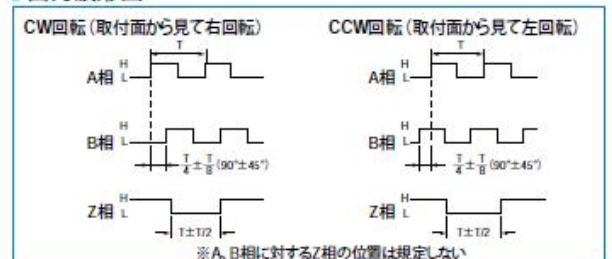 CW回転(取付面から見て右回転)
T
A相 H L
B相 H L
T/4±T/8(90°±45°)
Z相 H L
T±T/2
CCW回転(取付面から見て左回転)
T
A相 H L
B相 H L
T/4±T/8(90°±45°)
Z相 H L
T±T/2
※A、B相に対するZ相の位置は規定しない